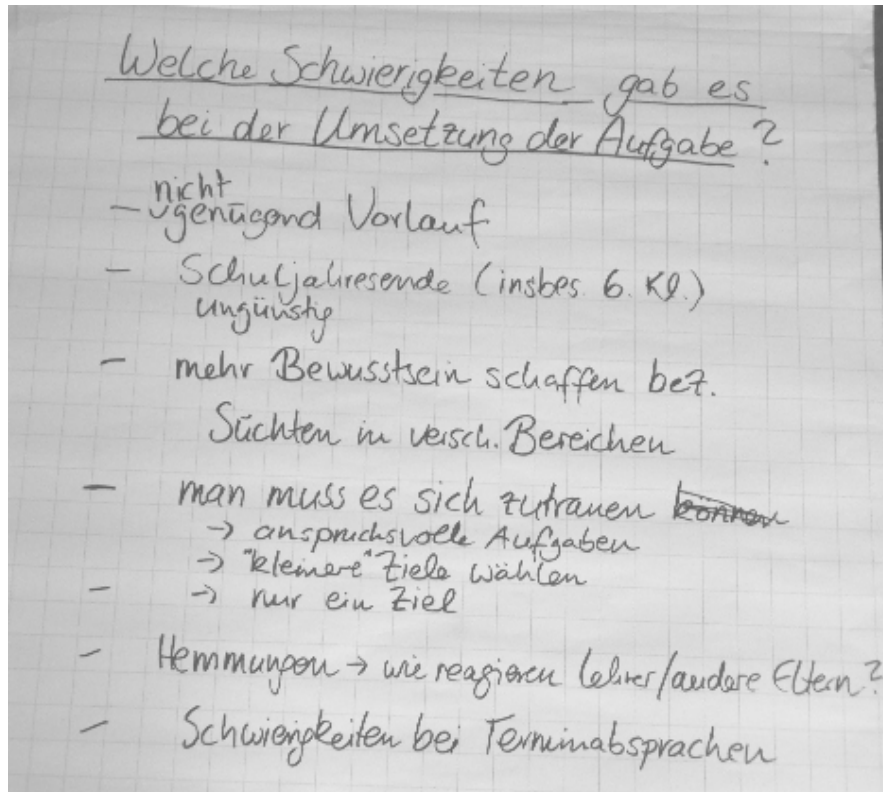 Welche Schwierigkeiten gab es
bei der Umsetzung der Aufgabe?
nicht
- genügend Vorlauf
- Schuljahresende (insbes. 6. Kl.)
ungünstig
- mehr Bewusstsein schaffen bez.
Süchten in versch. Bereichen
- man muss es sich zutrauen können
→ anspruchsvolle Aufgaben
→ "kleinere" Ziele wählen
- → nur ein Ziel
- Hemmungen → wie reagieren Lehrer/andere Eltern?
- Schwierigkeiten bei Terminabsprachen